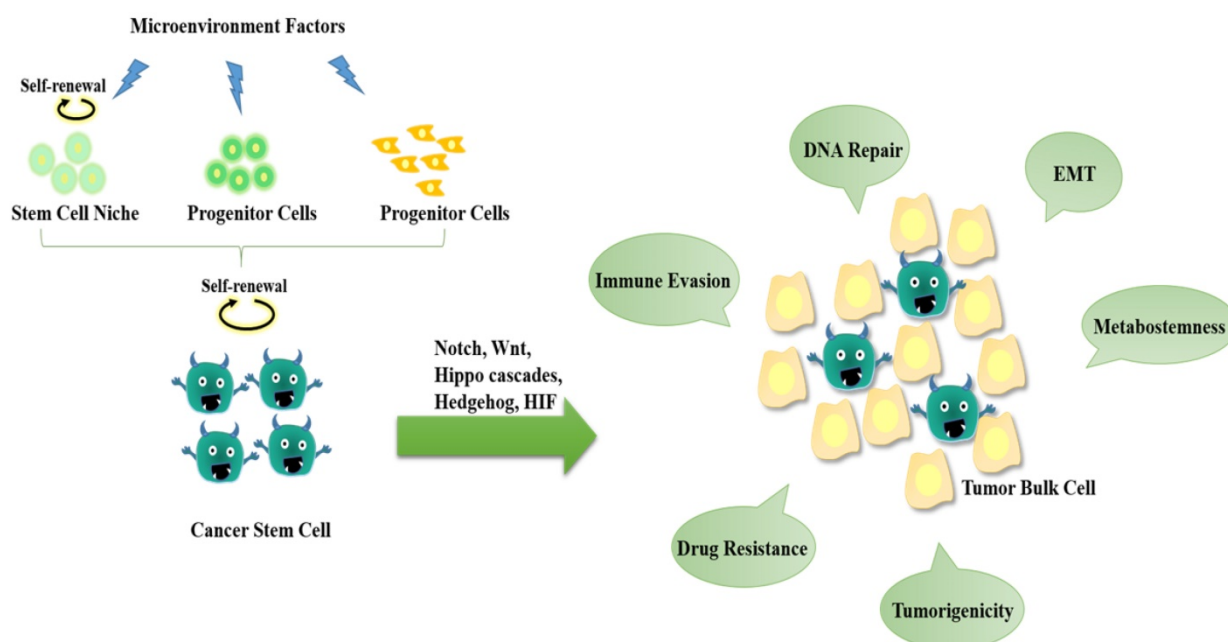 Microenvironment Factors
Self-renewal
Stem Cell Niche
Progenitor Cells
Progenitor Cells
Self-renewal
Cancer Stem Cell
Notch, Wnt,
Hippo cascades,
Hedgehog, HIF
DNA Repair
EMT
Immune Evasion
Metabostemness
Tumor Bulk Cell
Drug Resistance
Tumorigenicity